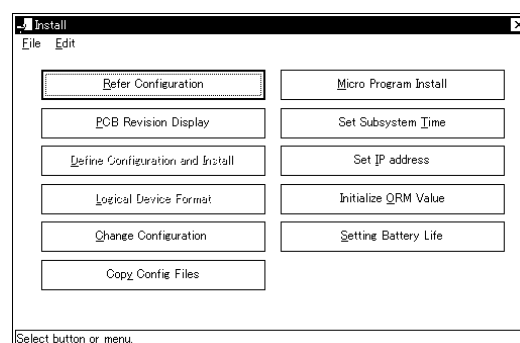 Install
File Edit
Refer Configuration
Micro Program Install
PCB Revision Display
Set Subsystem Time
Define Configuration and Install
Set IP address
Logical Device Format
Initialize ORM Value
Change Configuration
Setting Battery Life
Copy Config Files
Select button or menu.